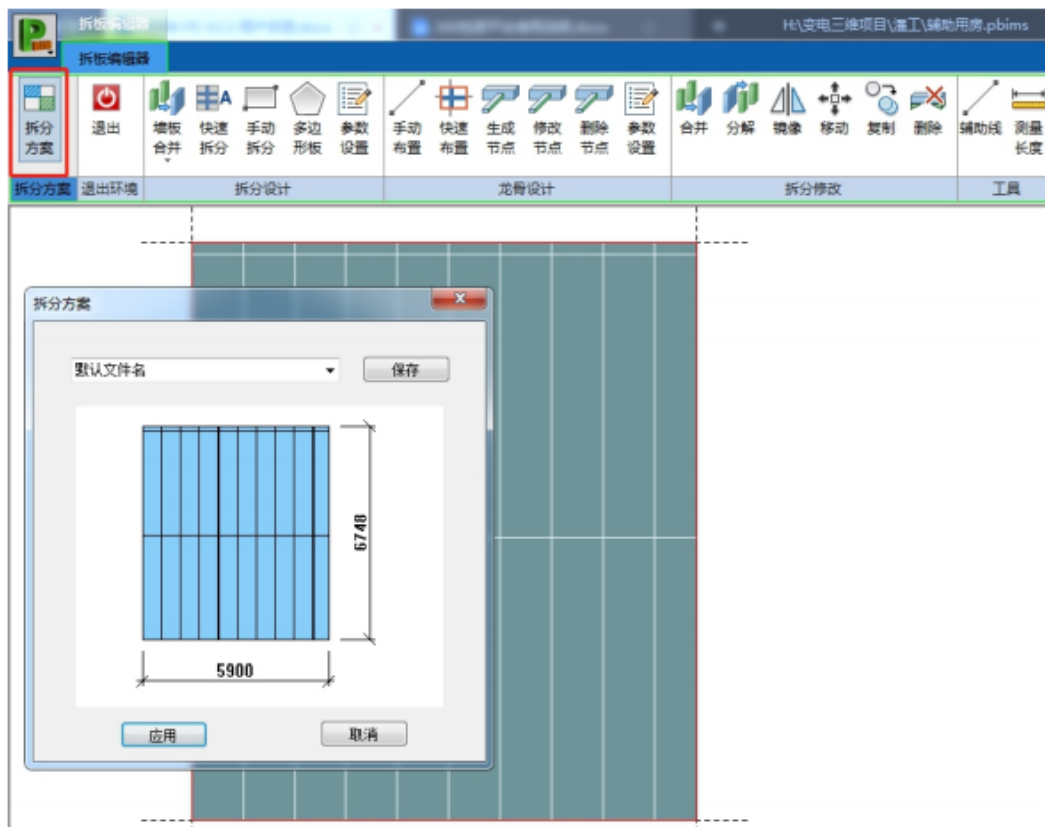 拆板编辑器
H:\变电三维项目\濮工\辅助用房.pbims
拆板编辑器
拆分方案
退出
墙板合并
快速拆分
手动拆分
多边形板
参数设置
手动布置
快速布置
生成节点
修改节点
删除节点
参数设置
合并
分解
镜像
移动
复制
删除
辅助线
测量长度
拆分方案
退出环境
拆分设计
龙骨设计
拆分修改
工具
拆分方案
默认文件名
保存
6748
5900
应用
取消